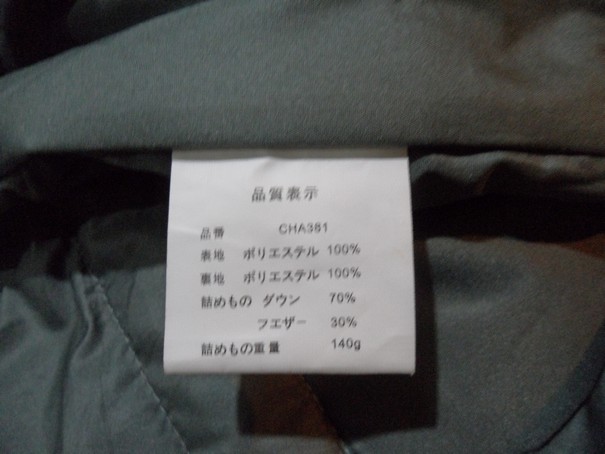 品質表示
品番 CHA361
表地 ポリエステル 100%
裏地 ポリエステル 100%
詰めもの ダウン 70%
フエザー 30%
詰めもの重量 140g